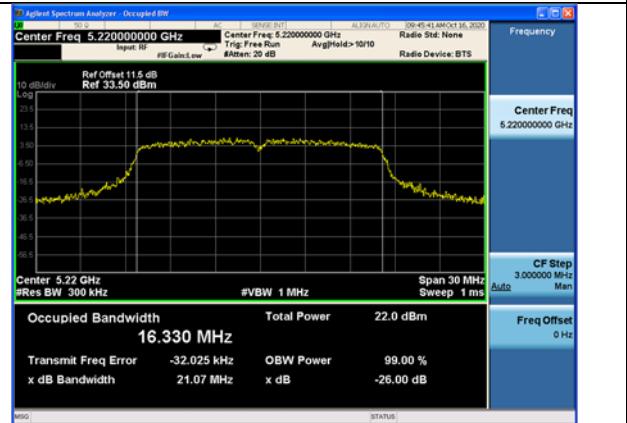 Agilent Spectrum Analyzer - Occupied BW
50 Ω AC SENSE:INT ALIGNAUTO 09:45:41 AM Oct 16, 2020
Center Freq 5.220000000 GHz Center Freq: 5.220000000 GHz Radio Std: None Frequency
Input: RF Trig: Free Run Avg|Hold:> 10/10
#IFGain:Low #Atten: 20 dB Radio Device: BTS
Ref Offset 11.5 dB
10 dB/div Ref 33.50 dBm
Log
23.5
13.5
3.50
-6.50
-16.5
-26.5
-36.5
-46.5
-56.5
Center Freq
5.220000000 GHz
Center 5.22 GHz Span 30 MHz
#Res BW 300 kHz #VBW 1 MHz Sweep 1 ms
CF Step
3.000000 MHz
Auto Man
Occupied Bandwidth Total Power 22.0 dBm
16.330 MHz
Freq Offset
0 Hz
Transmit Freq Error -32.025 kHz OBW Power 99.00 %
x dB Bandwidth 21.07 MHz x dB -26.00 dB
MSG STATUS